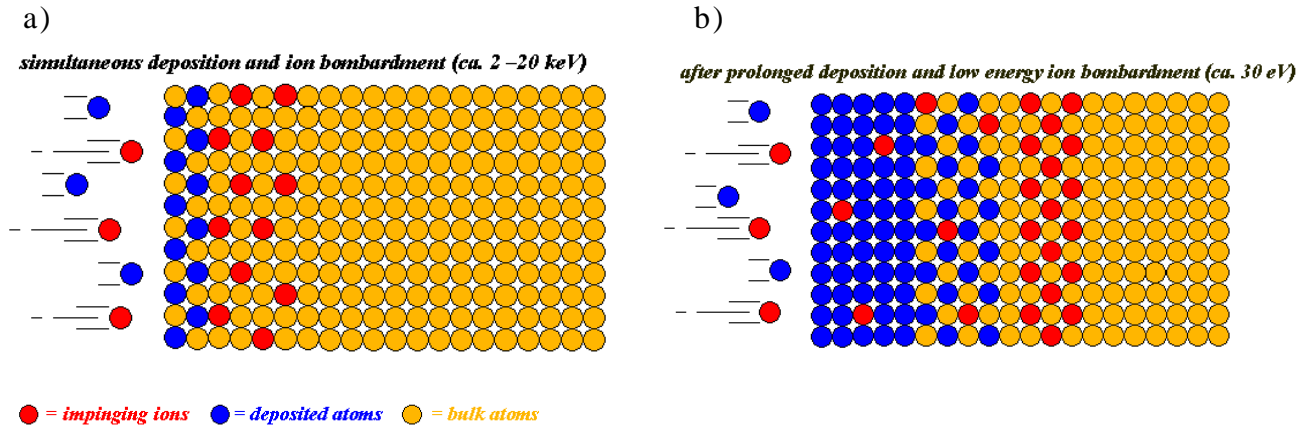 a)
b)
simultaneous deposition and ion bombardment (ca. 2 –20 keV)
after prolonged deposition and low energy ion bombardment (ca. 30 eV)
= impinging ions = deposited atoms = bulk atoms